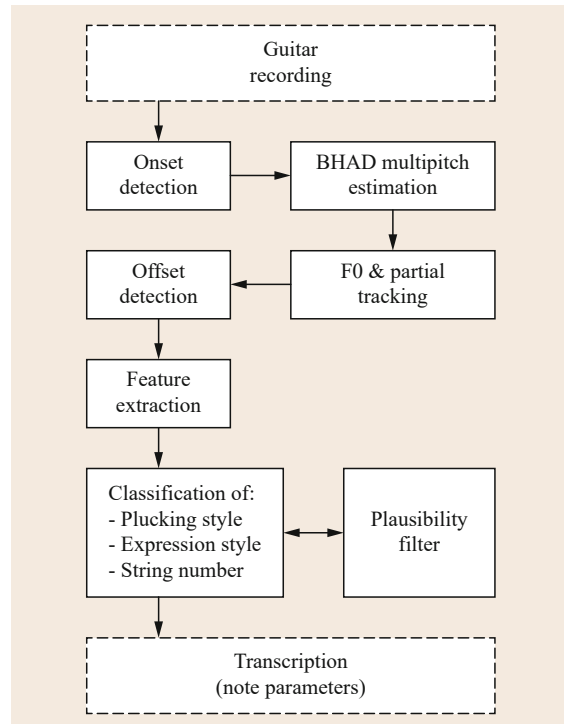 Guitar
recording
Onset
detection
BHAD multipitch
estimation
Offset
detection
F0 & partial
tracking
Feature
extraction
Classification of:
- Plucking style
- Expression style
- String number
Plausibility
filter
Transcription
(note parameters)